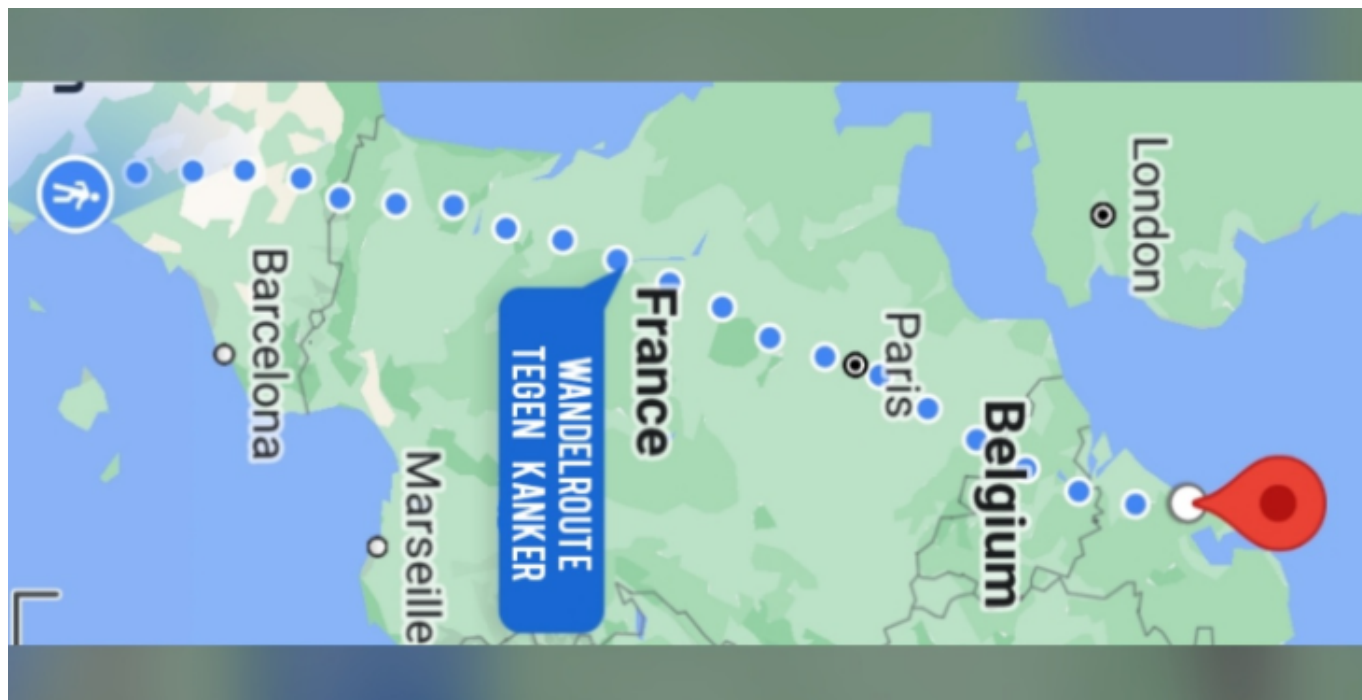 London
Paris
Belgium
France
WANDELROUTE
TEGEN KANKER
Marseille
Barcelona